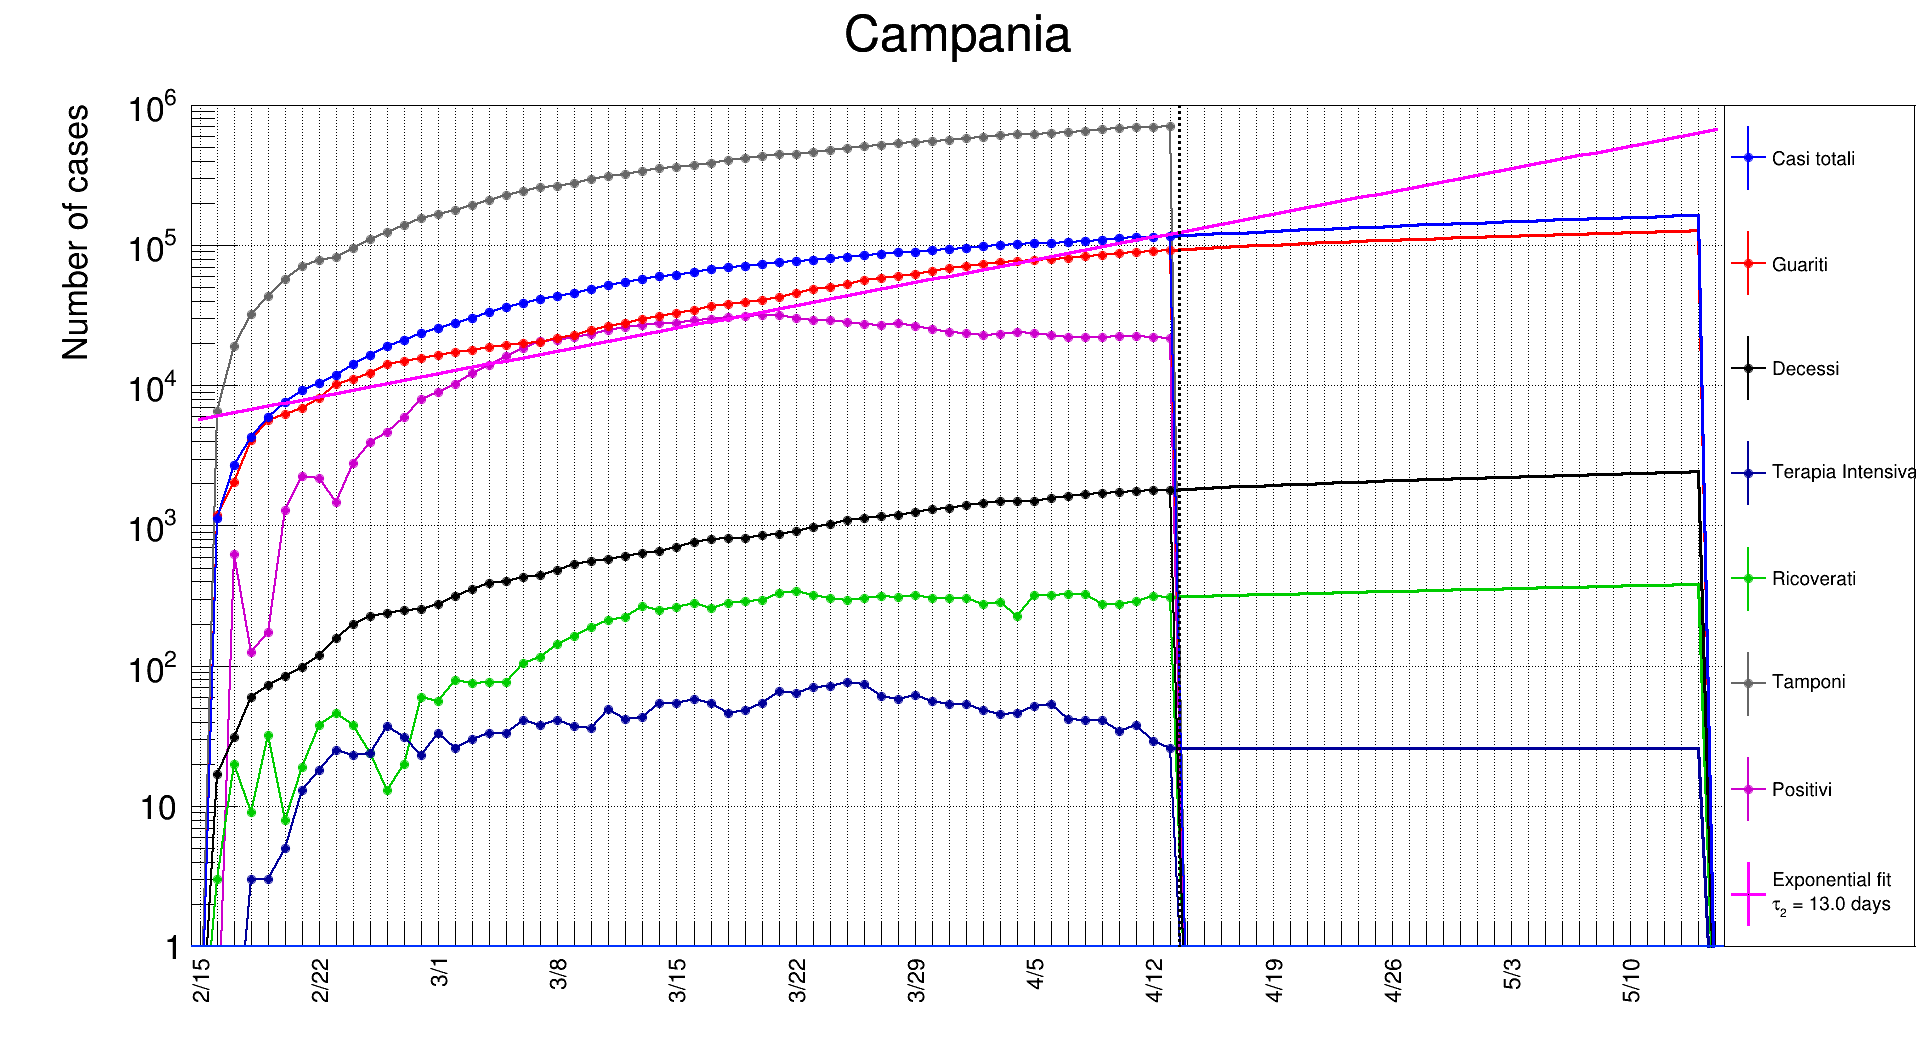 Campania
Number of cases
10^6
10^5
10^4
10^3
10^2
10
1
2/15
2/22
3/1
3/8
3/15
3/22
3/29
4/5
4/12
4/19
4/26
5/3
5/10
Casi totali
Guariti
Decessi
Terapia Intensiva
Ricoverati
Tamponi
Positivi
Exponential fit
τ_2 = 13.0 days